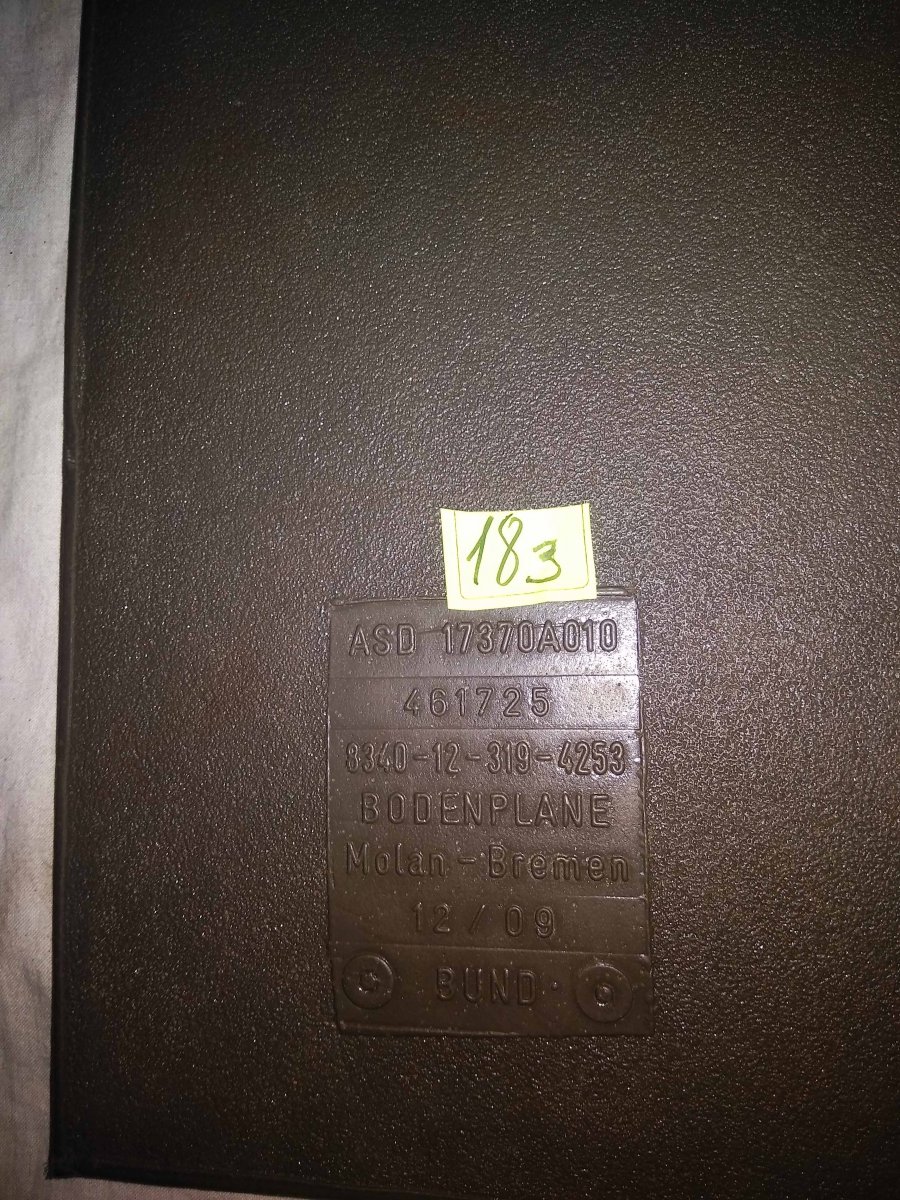 183
ASD 17370A010
461725
8340-12-319-4253
BODENPLANE
Molan - Bremen
12 / 09
BUND